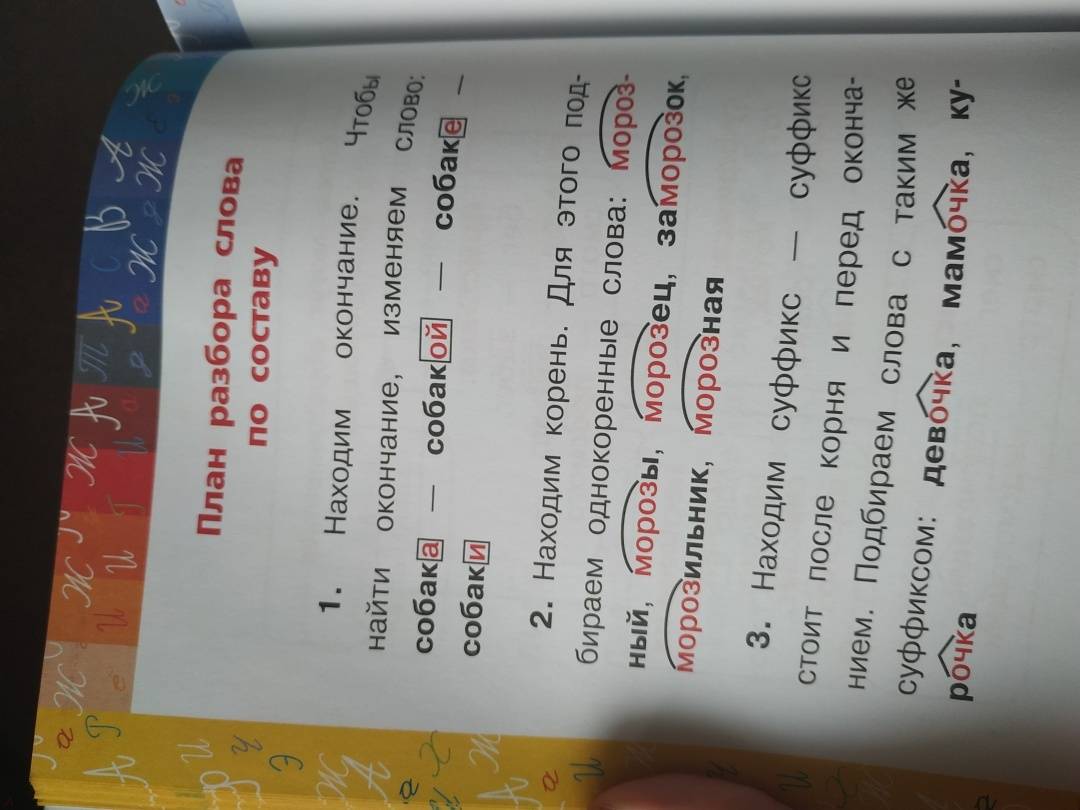 План разбора слова
по составу
1. Находим окончание. Чтобы
найти окончание, изменяем слово:
собака — собакой — собаке —
собаки
2. Находим корень. Для этого под-
бираем однокоренные слова: мороз-
ный, морозы, морозец, заморозок,
морозильник, морозная
3. Находим суффикс — суффикс
стоит после корня и перед оконча-
нием. Подбираем слова с таким же
суффиксом: девочка, мамочка, ку-
рочка